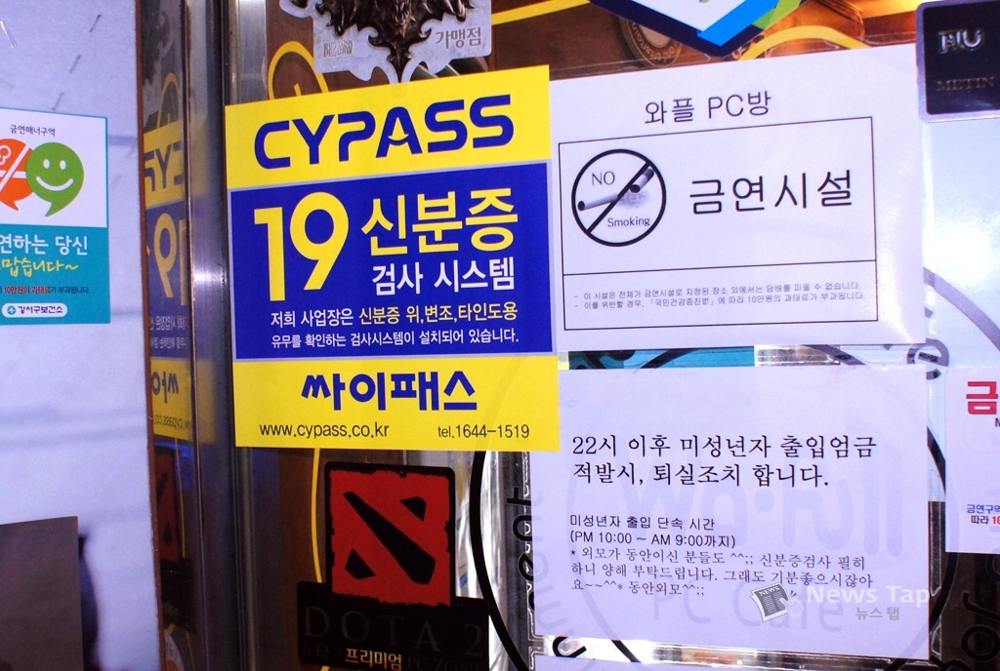 BLIZZARD
가맹점
NIU
METIN
금연매너구역
연하는 당신
맙습니다~
10만원의 과태료가 부과됩니다.
강서구보건소
CYPASS
19 신분증
검사 시스템
저희 사업장은 신분증 위,변조,타인도용
유무를 확인하는 검사시스템이 설치되어 있습니다.
싸이패스
www.cypass.co.kr tel.1644-1519
와플 PC방
NO
Smoking
금연시설
- 이 시설은 전체가 금연시설로 지정된 장소 외에서는 담배를 피울 수 없습니다.
- 이를 위반할 경우, 「국민건강증진법」에 따라 10만원의 과태료가 부과됩니다.
22시 이후 미성년자 출입엄금
적발시, 퇴실조치 합니다.
미성년자 출입 단속 시간
(PM 10:00 ~ AM 9:00까지)
* 외모가 동안이신 분들도 ^^;; 신분증검사 필히
하니 양해 부탁드립니다. 그래도 기분좋으시잖아
요~~^^* 동안외모^^;;
금
금연구역
따라 10
DOTA 2
도타 프리미엄 PC ZONE
PC Cafe
NEWS
News Tap
뉴스탭